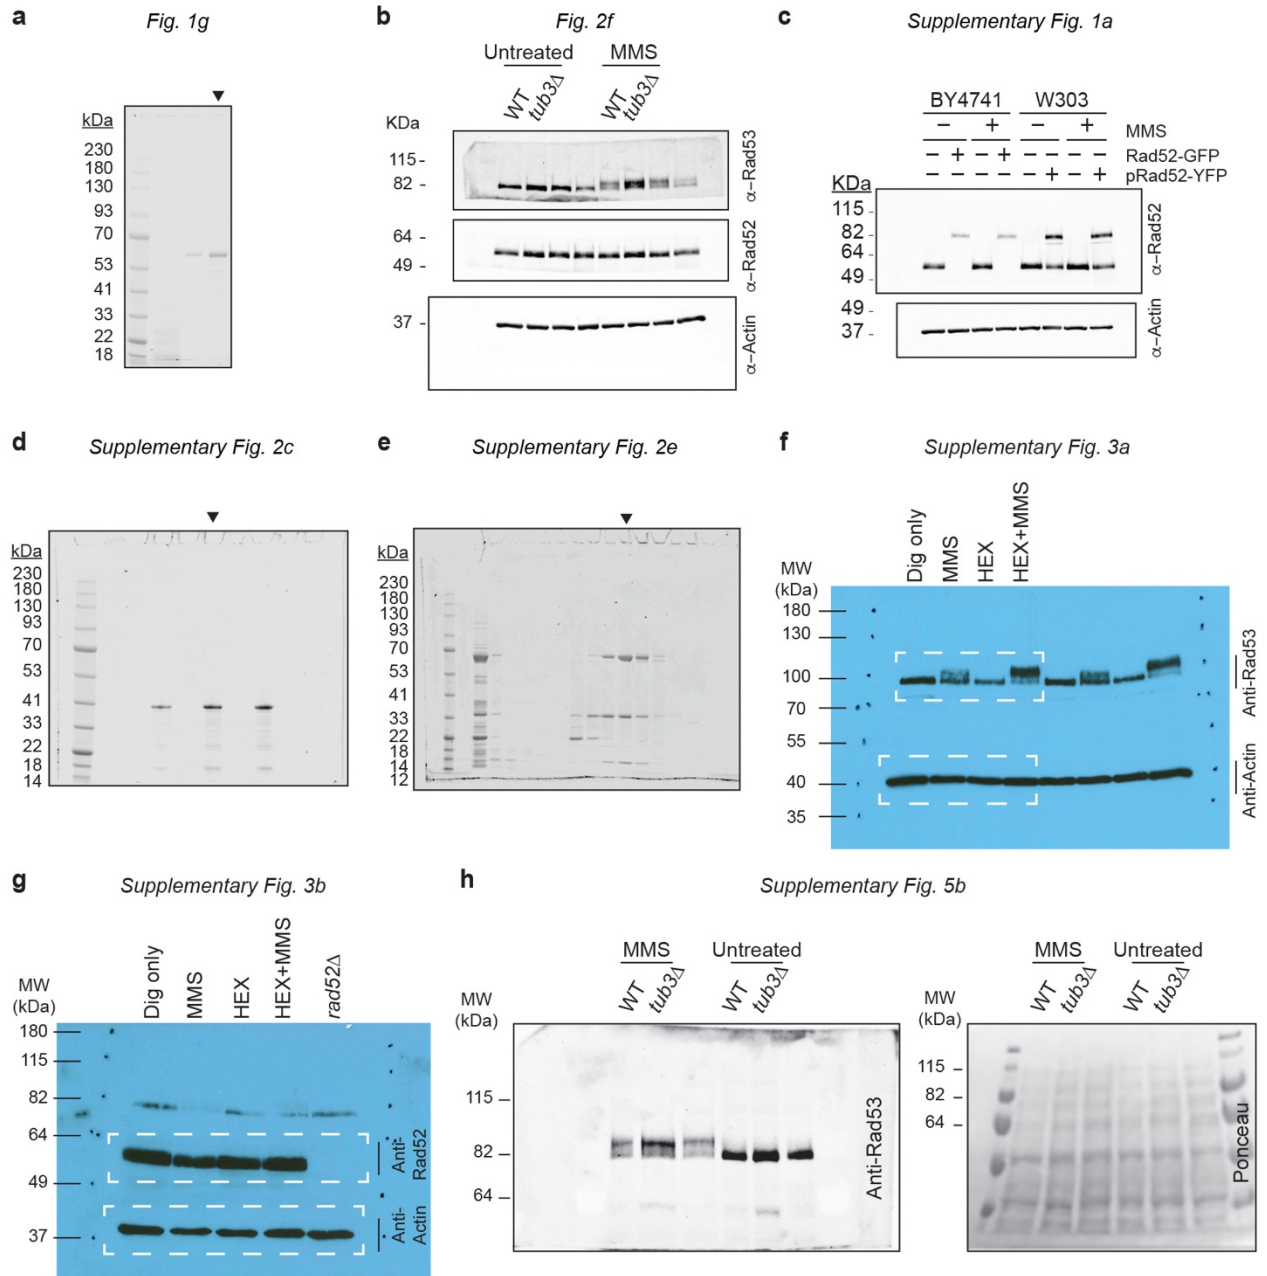 a
Fig. 1g
kDa
230
180
130
93
70
53
41
33
22
18
b
Fig. 2f
Untreated
MMS
WT
tub3Δ
WT
tub3Δ
KDa
115 -
82 -
α–Rad53
64 -
49 -
α–Rad52
37 -
α–Actin
c
Supplementary Fig. 1a
BY4741 W303
– + – + MMS
– + – + – – – – Rad52-GFP
– – – – – + – + pRad52-YFP
KDa
115 -
82 -
64 -
49 -
α–Rad52
49 -
37 -
α–Actin
d
Supplementary Fig. 2c
kDa
230
180
130
93
70
53
41
33
22
18
14
e
Supplementary Fig. 2e
kDa
230
180
130
93
70
53
41
33
22
18
14
12
f
Supplementary Fig. 3a
Dig only
MMS
HEX
HEX+MMS
MW
(kDa)
180
130
100
70
55
40
35
Anti-Rad53
Anti-Actin
g
Supplementary Fig. 3b
Dig only
MMS
HEX
HEX+MMS
rad52Δ
MW
(kDa)
180
115
82
64
49
37
Anti-
Rad52
Anti-
Actin
h
Supplementary Fig. 5b
MMS
Untreated
WT
tub3Δ
WT
tub3Δ
MW
(kDa)
115
82
64
Anti-Rad53
MMS
Untreated
WT
tub3Δ
WT
tub3Δ
MW
(kDa)
115
82
64
Ponceau